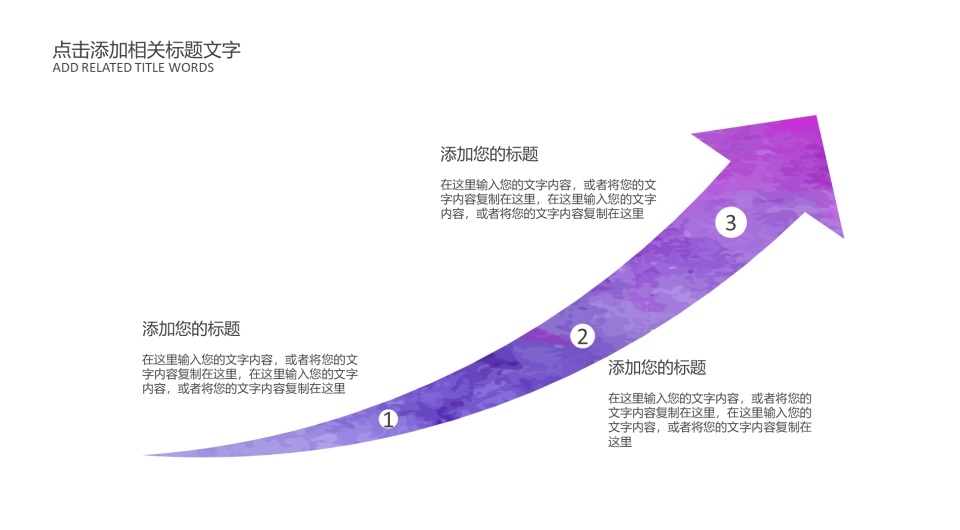 点击添加相关标题文字
ADD RELATED TITLE WORDS
添加您的标题
在这里输入您的文字内容，或者将您的文
字内容复制在这里，在这里输入您的文字
内容，或者将您的文字内容复制在这里
3
添加您的标题
在这里输入您的文字内容，或者将您的文
字内容复制在这里，在这里输入您的文字
内容，或者将您的文字内容复制在这里
1
2
添加您的标题
在这里输入您的文字内容，或者将您的
文字内容复制在这里，在这里输入您的
文字内容，或者将您的文字内容复制在
这里